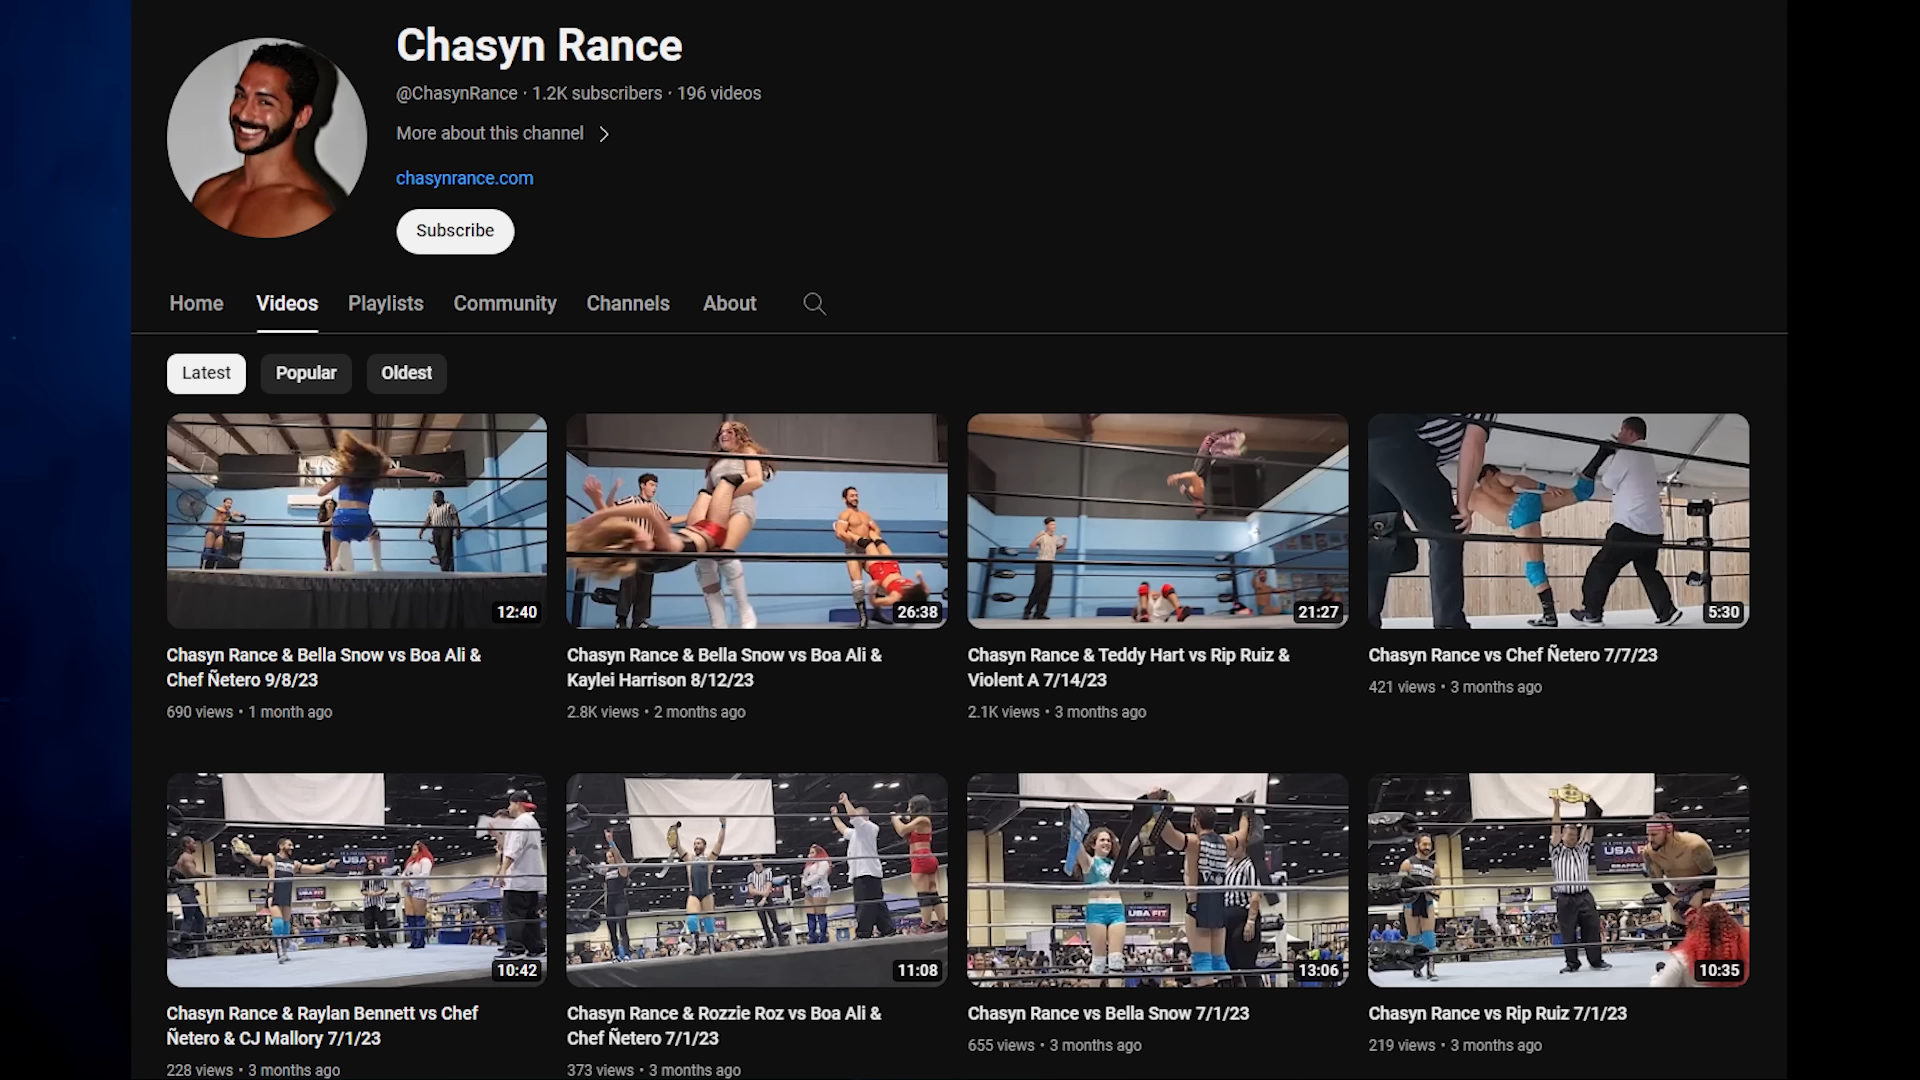 Chasyn Rance
@ChasynRance · 1.2K subscribers · 196 videos
More about this channel
chasynrance.com
Subscribe
Home Videos Playlists Community Channels About
Latest Popular Oldest
12:40
26:38
21:27
5:30
Chasyn Rance & Bella Snow vs Boa Ali &
Chef Ñetero 9/8/23
690 views • 1 month ago
Chasyn Rance & Bella Snow vs Boa Ali &
Kaylei Harrison 8/12/23
2.8K views • 2 months ago
Chasyn Rance & Teddy Hart vs Rip Ruiz &
Violent A 7/14/23
2.1K views • 3 months ago
Chasyn Rance vs Chef Ñetero 7/7/23
421 views • 3 months ago
USA FIT
10:42
11:08
USA FIT
13:06
USA
10:35
Chasyn Rance & Raylan Bennett vs Chef
Ñetero & CJ Mallory 7/1/23
228 views • 3 months ago
Chasyn Rance & Rozzie Roz vs Boa Ali &
Chef Ñetero 7/1/23
373 views • 3 months ago
Chasyn Rance vs Bella Snow 7/1/23
655 views • 3 months ago
Chasyn Rance vs Rip Ruiz 7/1/23
219 views • 3 months ago